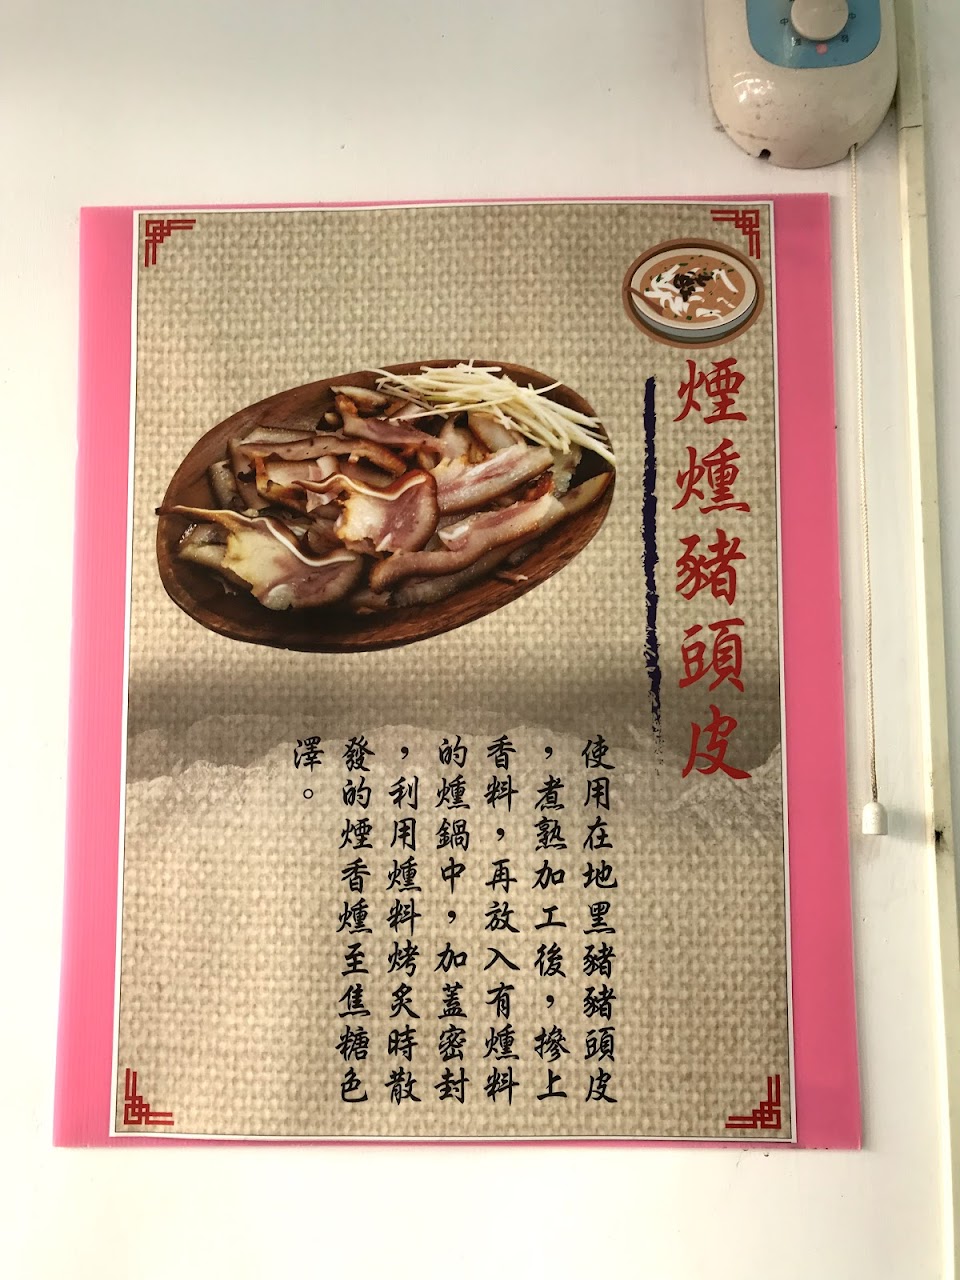 煙燻豬頭皮
使用在地黑豬豬頭皮
，煮熟加工後，摻上
香料，再放入有燻料
的燻鍋中，加蓋密封
，利用燻料烤炙時散
發的煙香燻至焦糖色
澤。